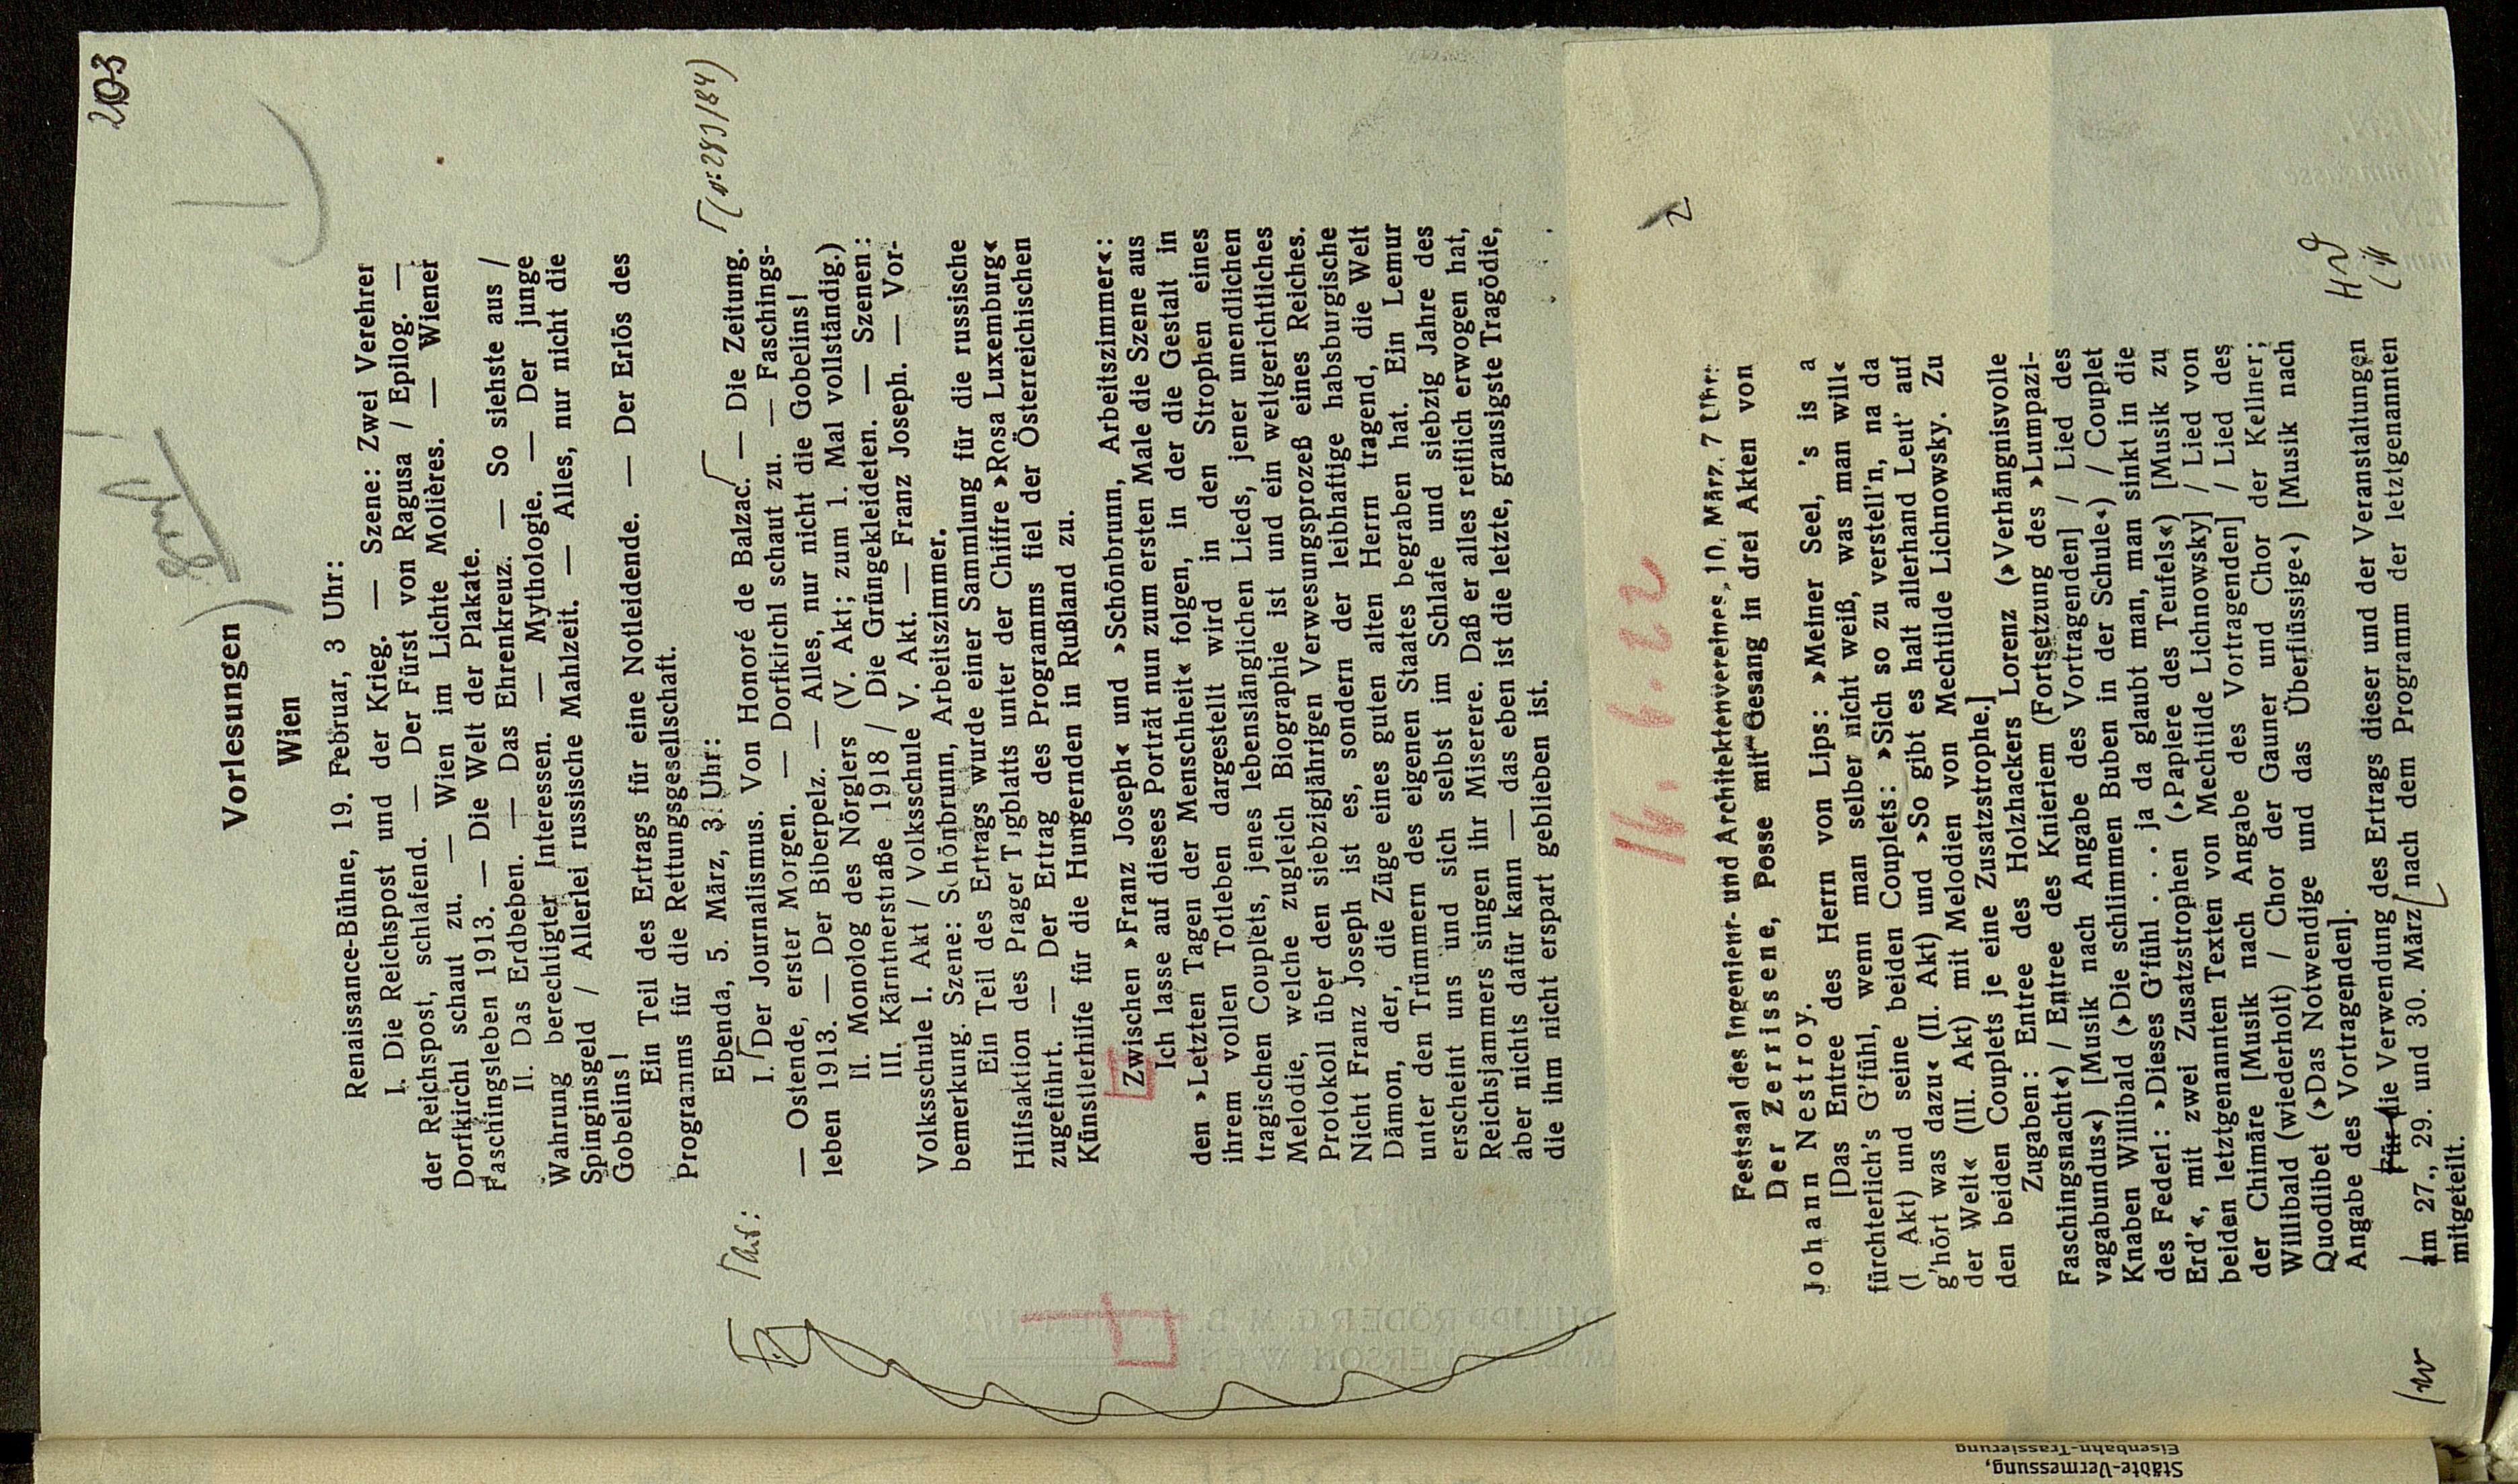 203
Vorlesungen
Wien
Renaissance-Bühne, 19. Februar, 3 Uhr:
I. Die Reichspost und der Krieg. — Szene: Zwei Verehrer
der Reichspost, schlafend. — Der Fürst von Ragusa / Epilog. —
Dorfkirchl schaut zu. — Wien im Lichte Molières. — Wiener
Faschingsleben 1913. — Die Welt der Plakate.
II. Das Erdbeben. — Das Ehrenkreuz. — So siehste aus /
Wahrung berechtigter Interessen. — Mythologie. — Der junge
Spinginsgeld / Allerlei russische Mahlzeit. — Alles, nur nicht die
Gobelins!
Ein Teil des Ertrags für eine Notleidende. — Der Erlös des
Programms für die Rettungsgesellschaft.
Ebenda, 5. März, 3 Uhr:
(v. 283/84)
I. Der Journalismus. Von Honoré de Balzac. — Die Zeitung.
— Ostende, erster Morgen. — Dorfkirchl schaut zu. — Faschings-
leben 1913. — Der Biberpelz. — Alles, nur nicht die Gobelins!
II. Monolog des Nörglers (V. Akt; zum 1. Mal vollständig.)
III. Kärntnerstraße 1918 / Die Grüngekleideten. — Szenen:
Volksschule I. Akt / Volksschule V. Akt. — Franz Joseph. — Vor-
bemerkung. Szene: Schönbrunn, Arbeitszimmer.
Ein Teil des Ertrags wurde einer Sammlung für die russische
Hilfsaktion des Prager Tagblatts unter der Chiffre »Rosa Luxemburg«
zugeführt. — Der Ertrag des Programms fiel der Österreichischen
Künstlerhilfe für die Hungernden in Rußland zu.
Zwischen »Franz Joseph« und »Schönbrunn, Arbeitszimmer«:
Ich lasse auf dieses Porträt nun zum ersten Male die Szene aus
den »Letzten Tagen der Menschheit« folgen, in der die Gestalt in
ihrem vollen Totleben dargestellt wird in den Strophen eines
tragischen Couplets, jenes lebenslänglichen Lieds, jener unendlichen
Melodie, welche zugleich Biographie ist und ein weltgerichtliches
Protokoll über den siebzigjährigen Verwesungsprozeß eines Reiches.
Nicht Franz Joseph ist es, sondern der leibhaftige habsburgische
Dämon, der, die Züge eines guten alten Herrn tragend, die Welt
unter den Trümmern des eigenen Staates begraben hat. Ein Lemur
erscheint uns und sich selbst im Schlafe und siebzig Jahre des
Reichsjammers singen ihr Miserere. Daß er alles reiflich erwogen hat,
aber nichts dafür kann — das eben ist die letzte, grausigste Tragödie,
die ihm nicht erspart geblieben ist.
16. 6. 22
2
Festsaal des Ingenieur- und Architektenvereines, 10. März, 7 Uhr:
Der Zerrissene, Posse mit Gesang in drei Akten von
Johann Nestroy.
[Das Entree des Herrn von Lips: »Meiner Seel, 's is a
fürchterlich's G'fühl, wenn man selber nicht weiß, was man will«
(I. Akt) und seine beiden Couplets: »Sich so zu verstell'n, na da
g'hört was dazu« (II. Akt) und »So gibt es halt allerhand Leut' auf
der Welt« (III. Akt) mit Melodien von Mechtilde Lichnowsky. Zu
den beiden Couplets je eine Zusatzstrophe.]
Zugaben: Entree des Holzhackers Lorenz (»Verhängnisvolle
Faschingsnacht«) / Entree des Knieriem (Fortsetzung des »Lumpazi-
vagabundus«) [Musik nach Angabe des Vortragenden] / Lied des
Knaben Willibald (»Die schlimmen Buben in der Schule«) / Couplet
des Federl: »Dieses G'fühl . . . ja da glaubt man, man sinkt in die
Erd'«, mit zwei Zusatzstrophen (»Papiere des Teufels«) [Musik zu
beiden letztgenannten Texten von Mechtilde Lichnowsky] / Lied von
der Chimäre [Musik nach Angabe des Vortragenden] / Lied des
Willibald (wiederholt) / Chor der Gauner und Chor der Kellner;
Quodlibet (»Das Notwendige und das Überflüssige«) [Musik nach
Angabe des Vortragenden].
Für die Verwendung des Ertrags dieser und der Veranstaltungen
am 27., 29. und 30. März nach dem Programm der letztgenannten
mitgeteilt.
Städte-Vermessung,
Eisenbahn-Trassierung